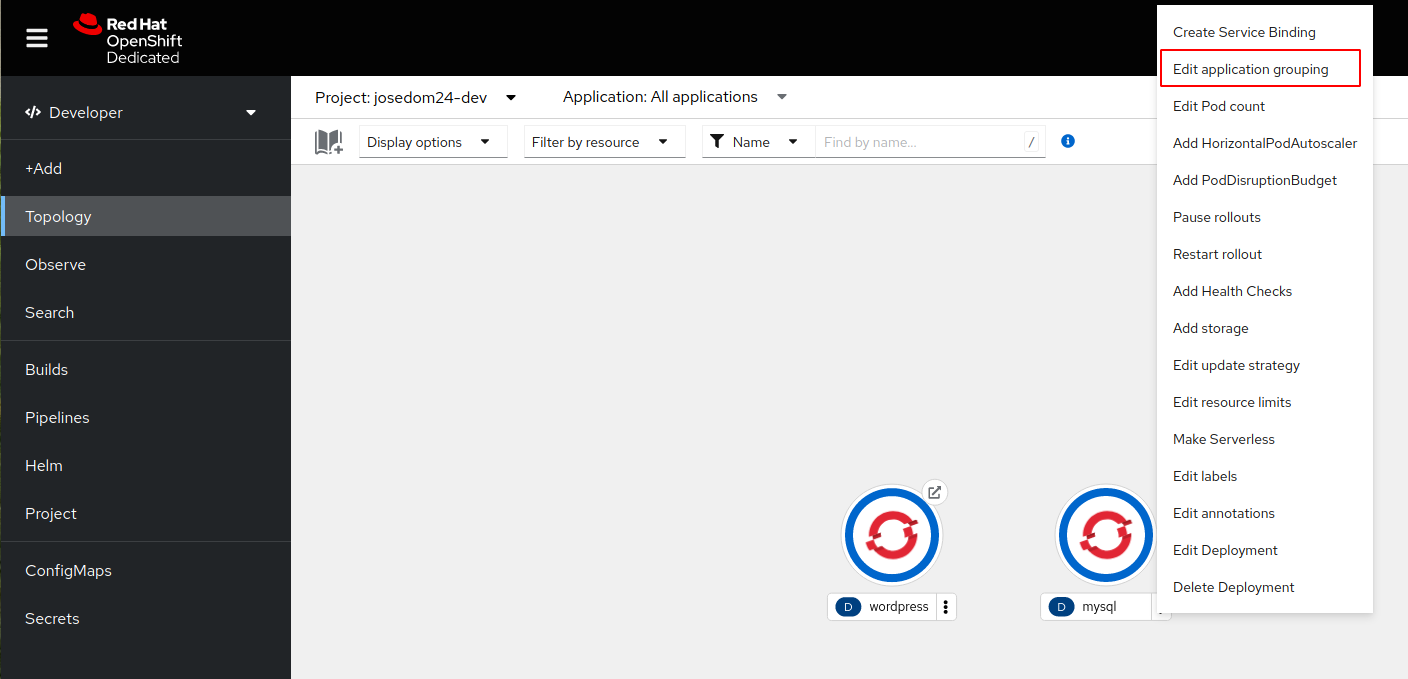 Red Hat
OpenShift
Dedicated
Developer
+Add
Topology
Observe
Search
Builds
Pipelines
Helm
Project
ConfigMaps
Secrets
Project: josedom24-dev
Application: All applications
Display options
Filter by resource
Name
Find by name...
/
i
D wordpress
D mysql
Create Service Binding
Edit application grouping
Edit Pod count
Add HorizontalPodAutoscaler
Add PodDisruptionBudget
Pause rollouts
Restart rollout
Add Health Checks
Add storage
Edit update strategy
Edit resource limits
Make Serverless
Edit labels
Edit annotations
Edit Deployment
Delete Deployment